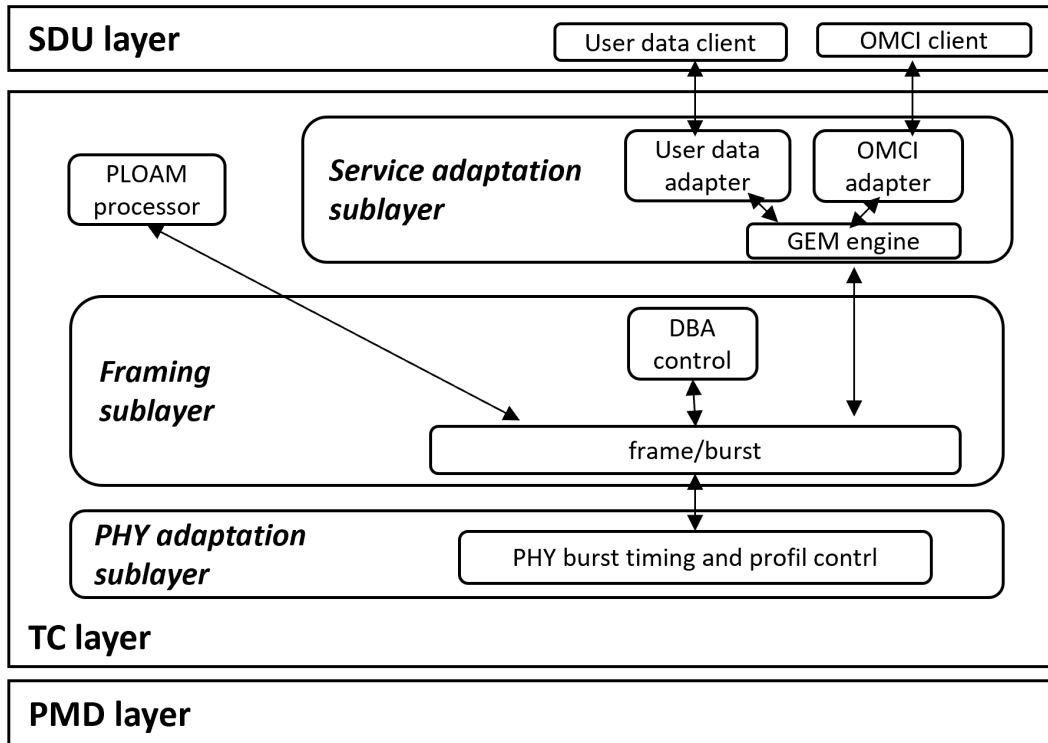 SDU layer
User data client
OMCI client
PLOAM
processor
Service adaptation
sublayer
User data
adapter
OMCI
adapter
GEM engine
Framing
sublayer
DBA
control
frame/burst
PHY adaptation
sublayer
PHY burst timing and profil contrl
TC layer
PMD layer